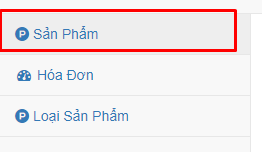 Sản Phẩm
Hóa Đơn
Loại Sản Phẩm